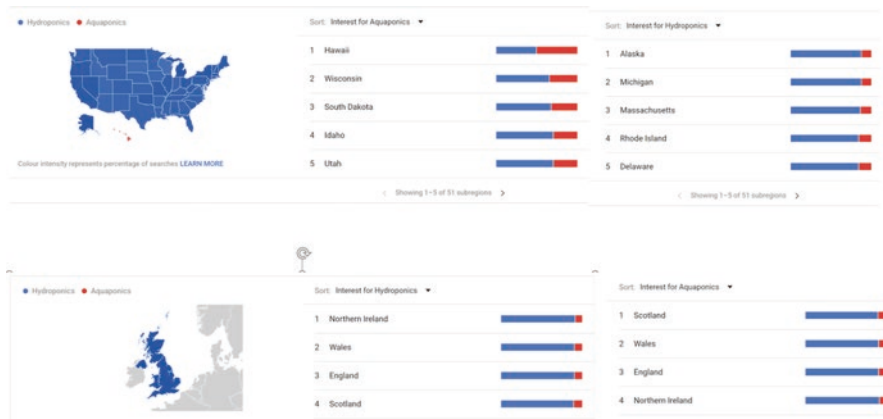 Hydroponics Aquaponics
Colour intensity represents percentage of searches LEARN MORE
Sort: Interest for Aquaponics
1 Hawaii
2 Wisconsin
3 South Dakota
4 Idaho
5 Utah
Showing 1–5 of 51 subregions
Sort: Interest for Hydroponics
1 Alaska
2 Michigan
3 Massachusetts
4 Rhode Island
5 Delaware
Showing 1–5 of 51 subregions
Hydroponics Aquaponics
Sort: Interest for Hydroponics
1 Northern Ireland
2 Wales
3 England
4 Scotland
Sort: Interest for Aquaponics
1 Scotland
2 Wales
3 England
4 Northern Ireland